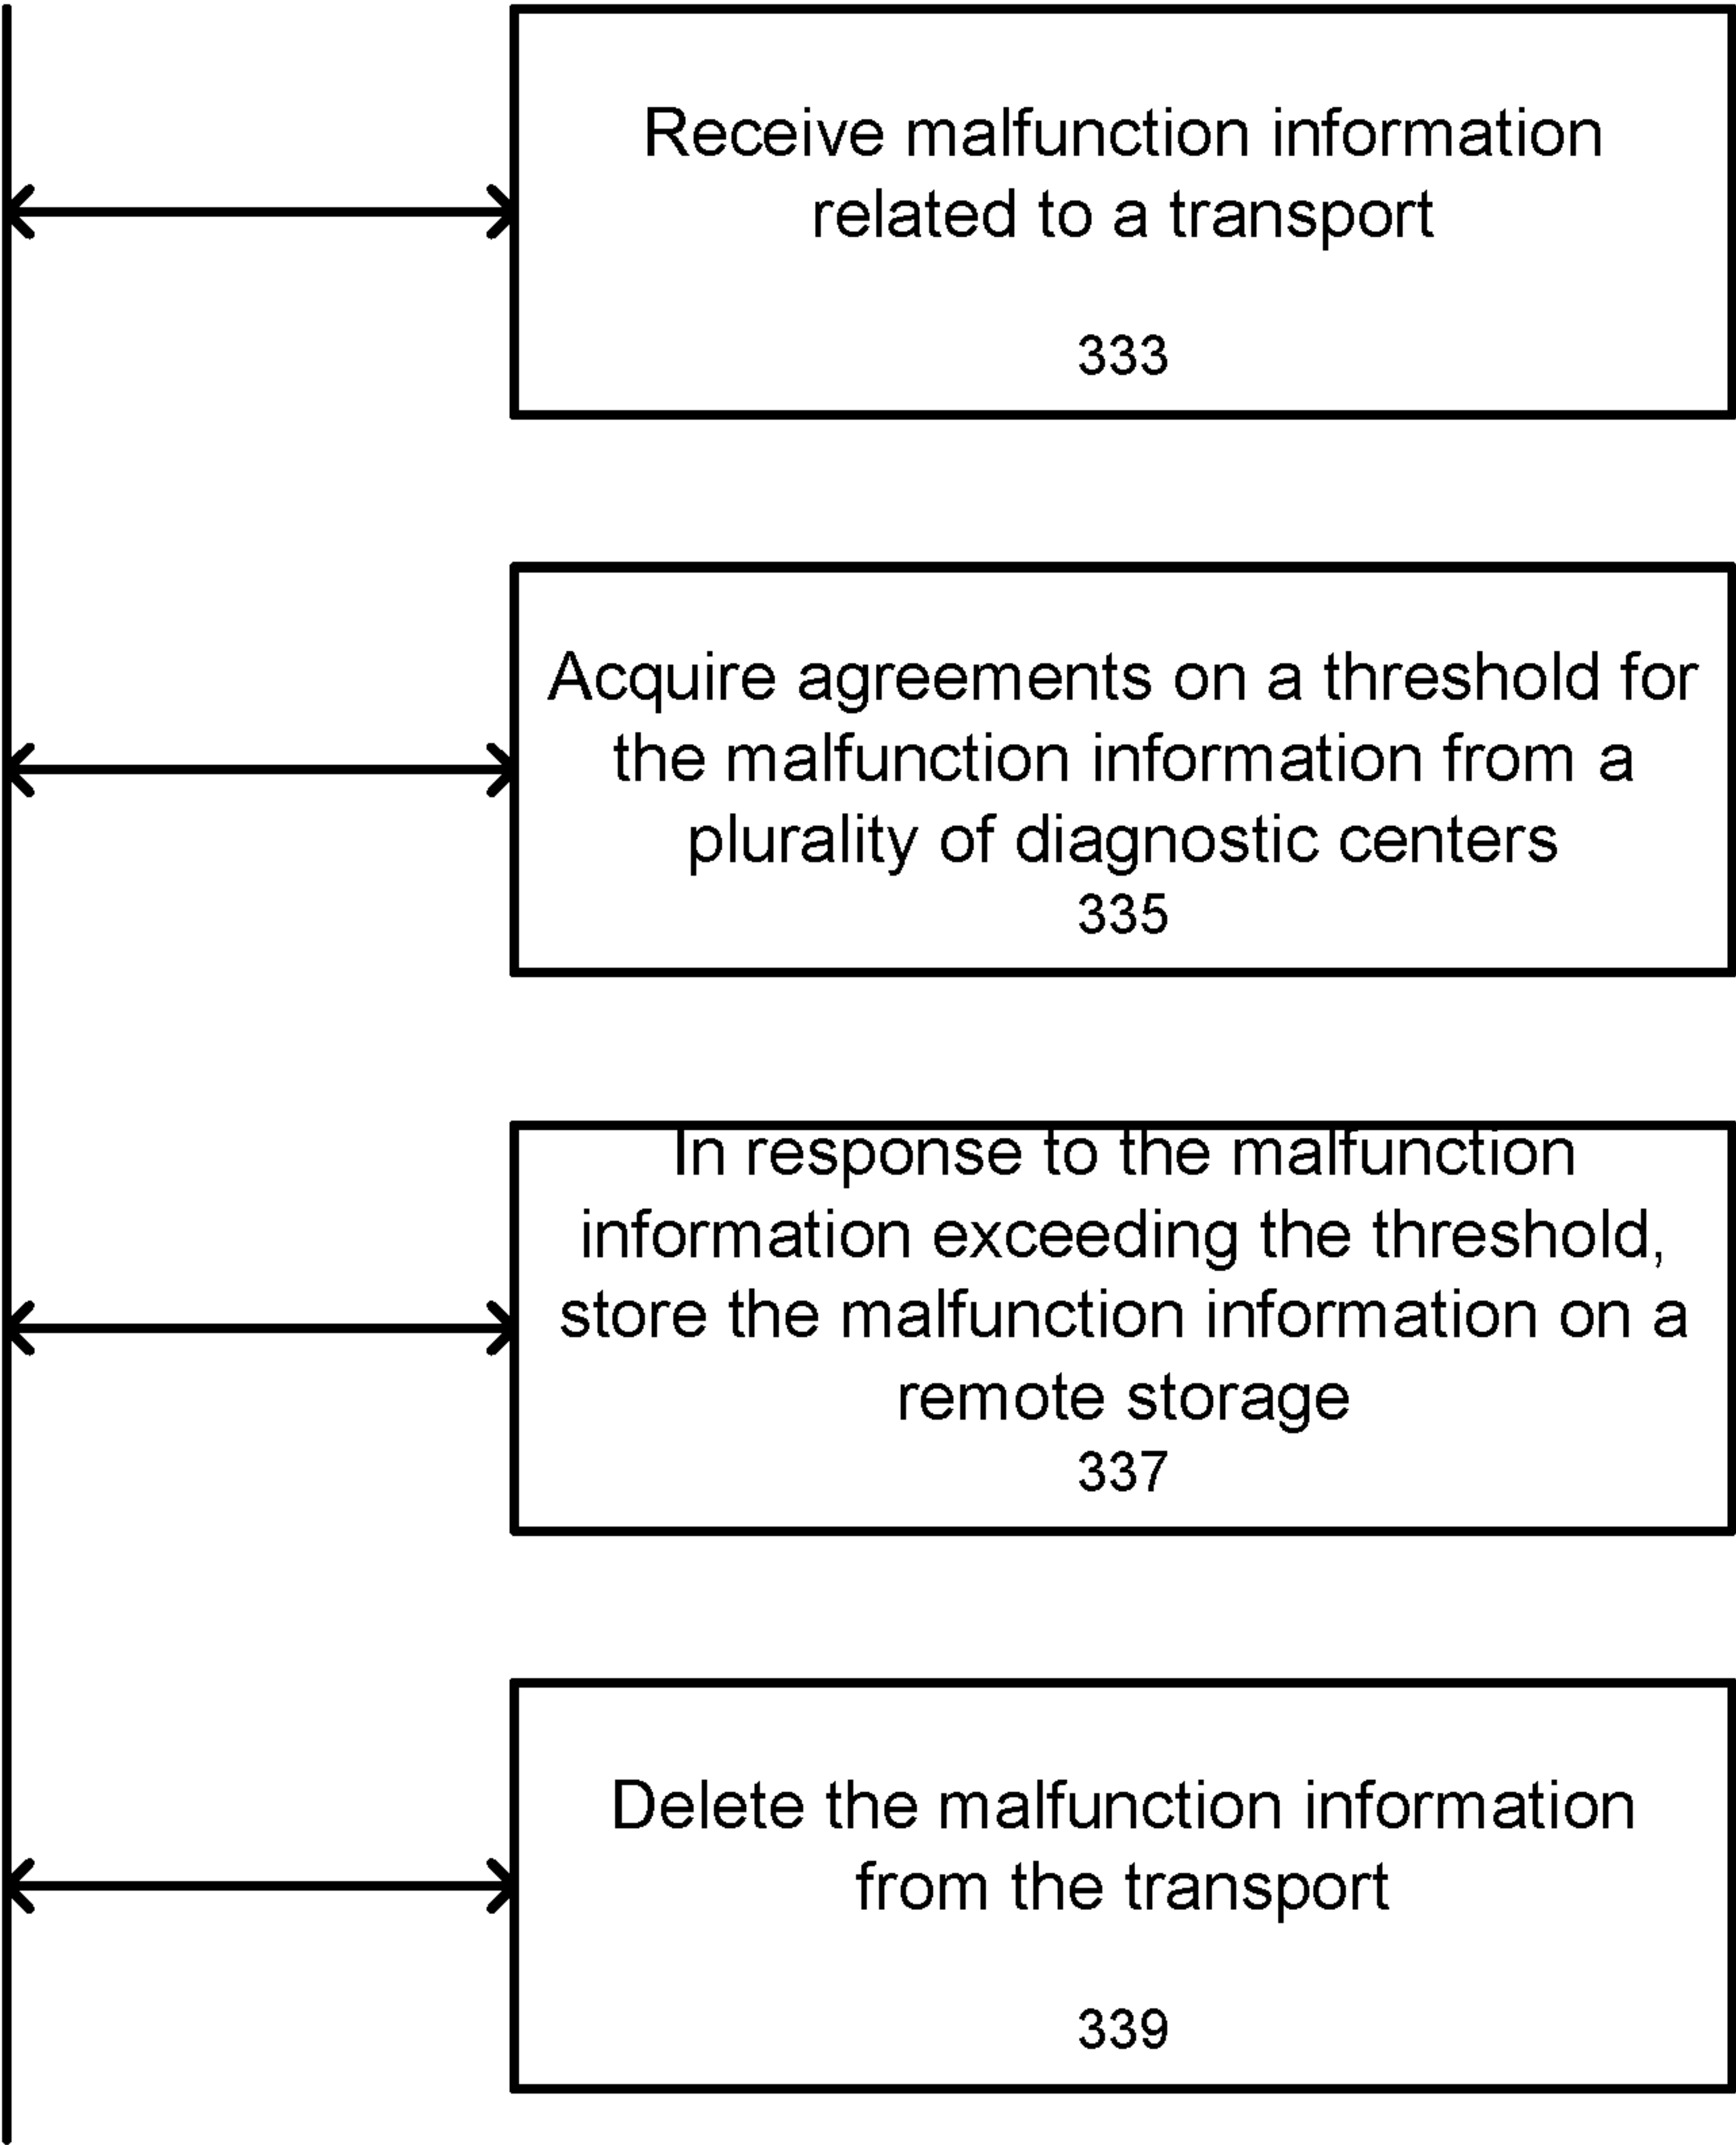 Receive malfunction information
related to a transport
333
Acquire agreements on a threshold for
the malfunction information from a
plurality of diagnostic centers
335
In response to the malfunction
information exceeding the threshold,
store the malfunction information on a
remote storage
337
Delete the malfunction information
from the transport
339